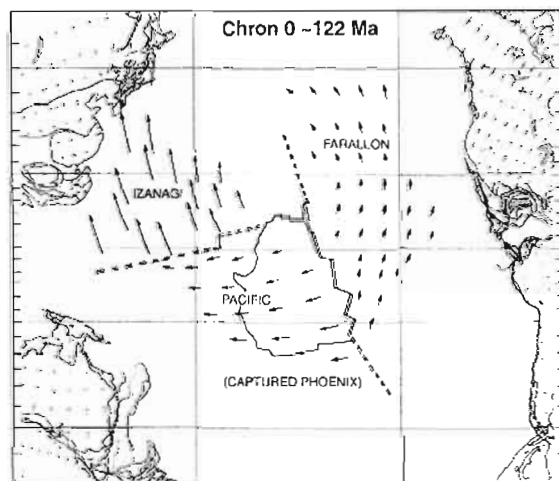 Chron 0 ~122 Ma
FARALLON
IZANAGI
PACIFIC
(CAPTURED PHOENIX)